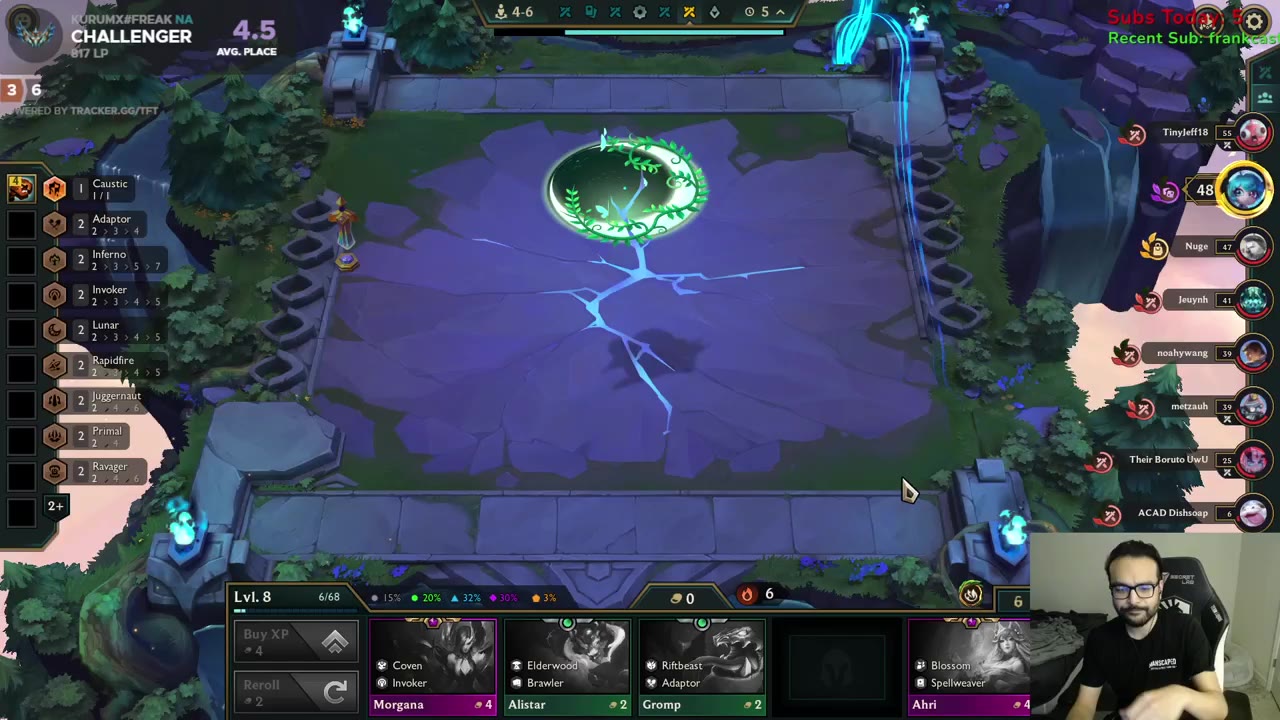 KURUMX#FREAK NA
CHALLENGER
817 LP
4.5
AVG. PLACE
3 6
WERED BY TRACKER.GG/TFT
4-6
5
Subs Today: 5
Recent Sub: frankcas
1 Caustic
1 / 1
2 Adaptor
2 > 3 > 4
2 Inferno
2 > 3 > 5 > 7
2 Invoker
2 > 3 > 4 > 5
2 Lunar
2 > 3 > 4 > 5
2 Rapidfire
2 > 3 > 4 > 5
2 Juggernaut
2 > 4 > 6
2 Primal
2 > 4
2 Ravager
2 > 4 > 6
2+
TinyJeff18 55
48
Nuge 47
Jeuynh 41
noahywang 39
metzauh 39
Their Boruto UwU 25
ACAD Dishsoap 6
Lvl. 8 6/68
15% 20% 32% 30% 3%
0
6
6
Buy XP
4
Reroll
2
Coven
Invoker
Morgana 4
Elderwood
Brawler
Alistar 2
Riftbeast
Adaptor
Gromp 2
Blossom
Spellweaver
Ahri 4
SECRET LAB
MANSCAPED